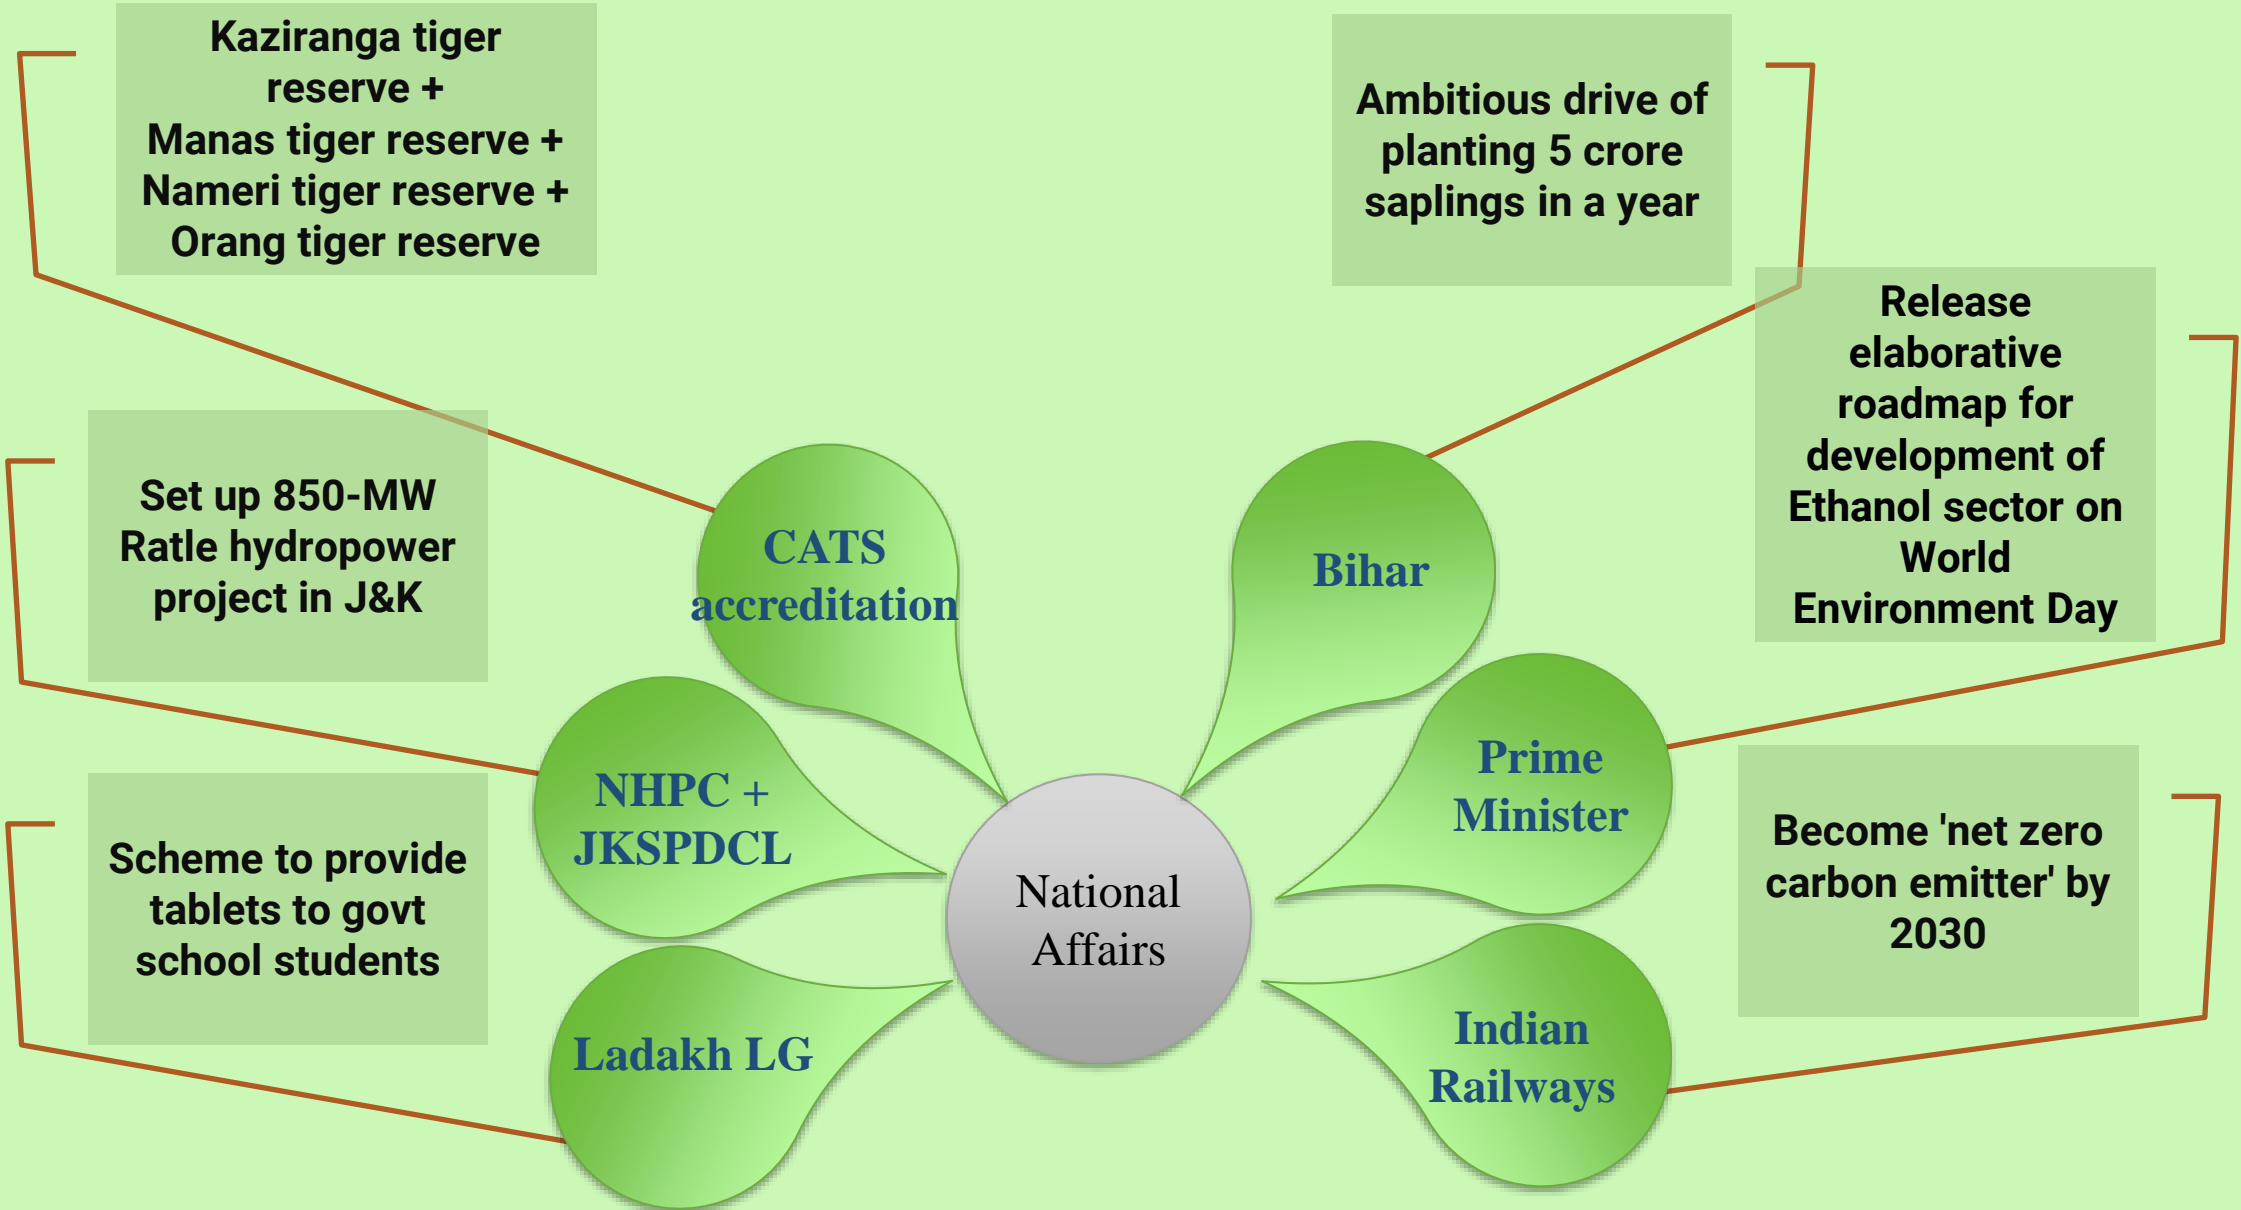 Kaziranga tiger
reserve +
Manas tiger reserve +
Nameri tiger reserve +
Orang tiger reserve
Ambitious drive of
planting 5 crore
saplings in a year
Release
elaborative
roadmap for
development of
Ethanol sector on
World
Environment Day
Set up 850-MW
Ratle hydropower
project in J&K
CATS
accreditation
Bihar
NHPC +
JKSPDCL
Prime
Minister
Scheme to provide
tablets to govt
school students
National
Affairs
Become 'net zero
carbon emitter' by
2030
Ladakh LG
Indian
Railways